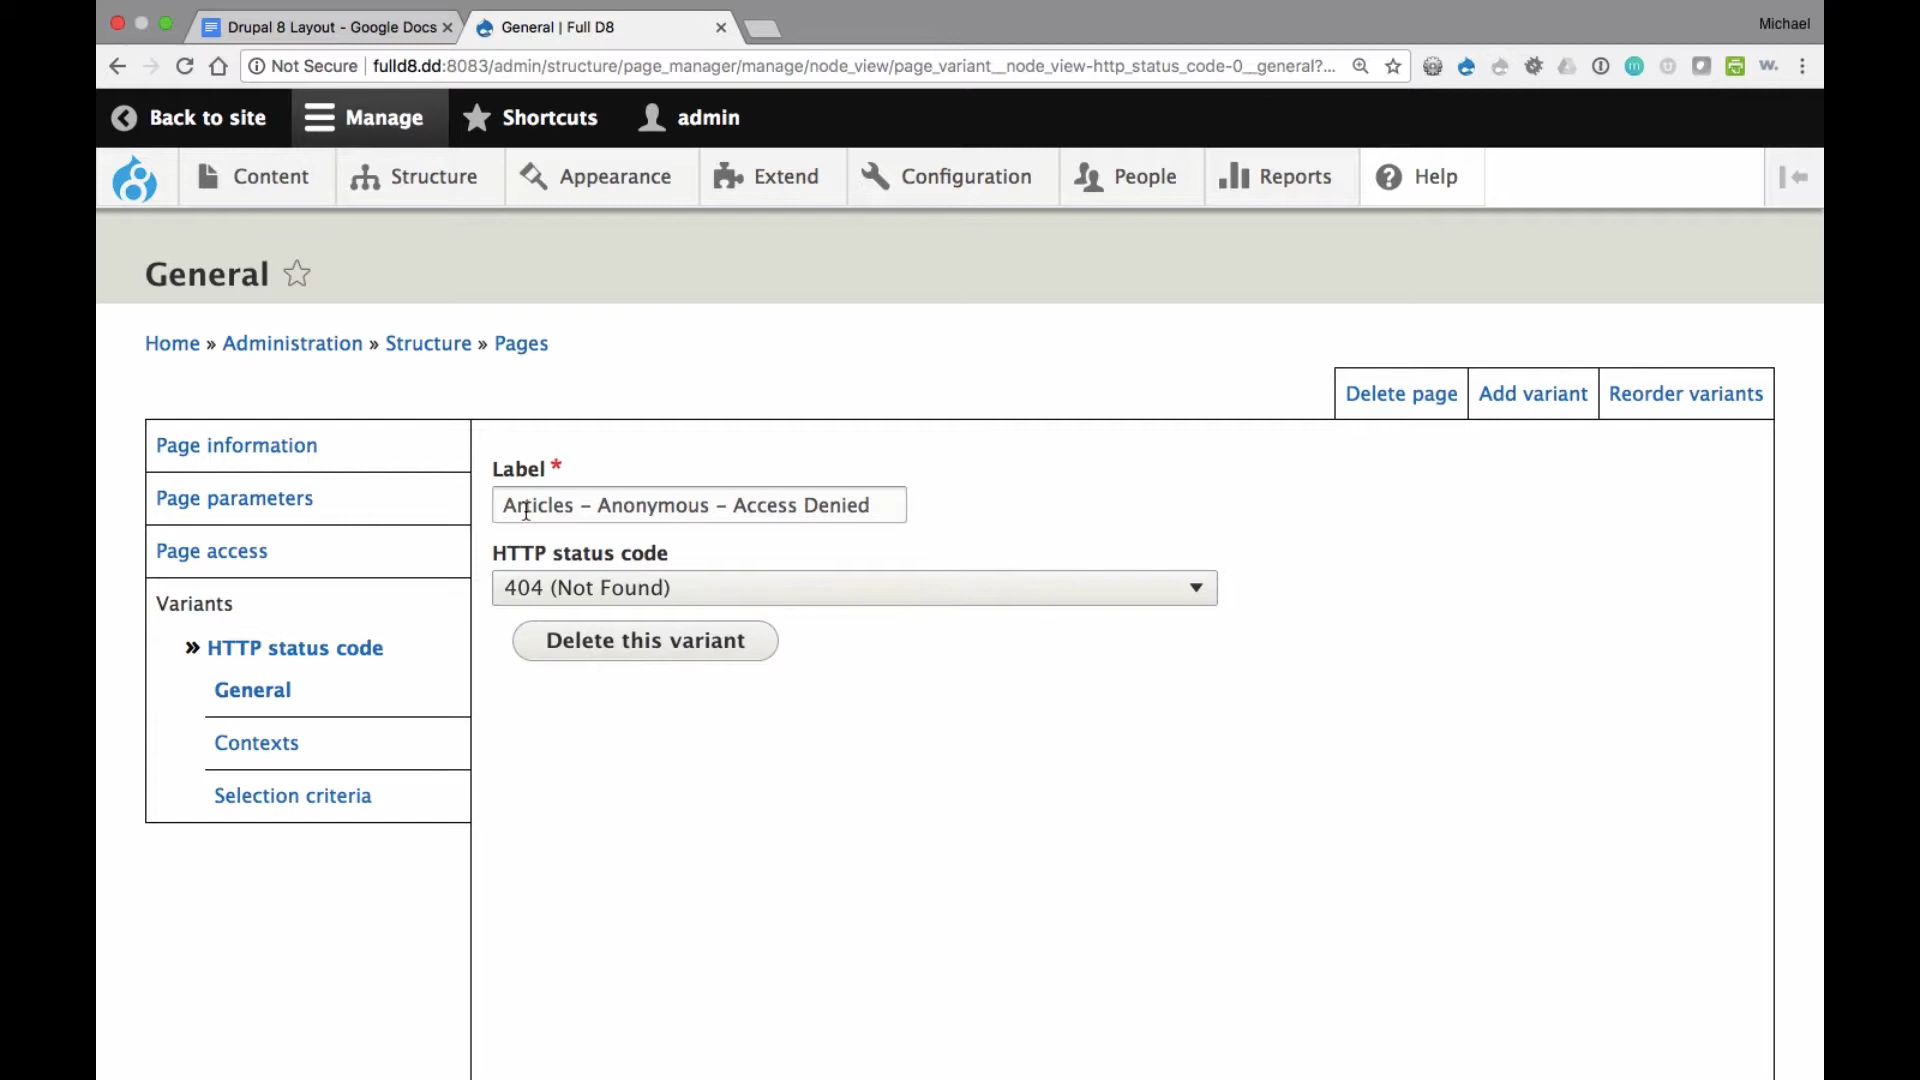 Drupal 8 Layout - Google Docs
General | Full D8
Michael
Not Secure
fulld8.dd:8083/admin/structure/page_manager/manage/node_view/page_variant__node_view-http_status_code-0__general?...
Back to site
Manage
Shortcuts
admin
Content
Structure
Appearance
Extend
Configuration
People
Reports
Help
General
Home » Administration » Structure » Pages
Delete page
Add variant
Reorder variants
Page information
Page parameters
Page access
Variants
» HTTP status code
General
Contexts
Selection criteria
Label *
Articles – Anonymous – Access Denied
HTTP status code
404 (Not Found)
Delete this variant